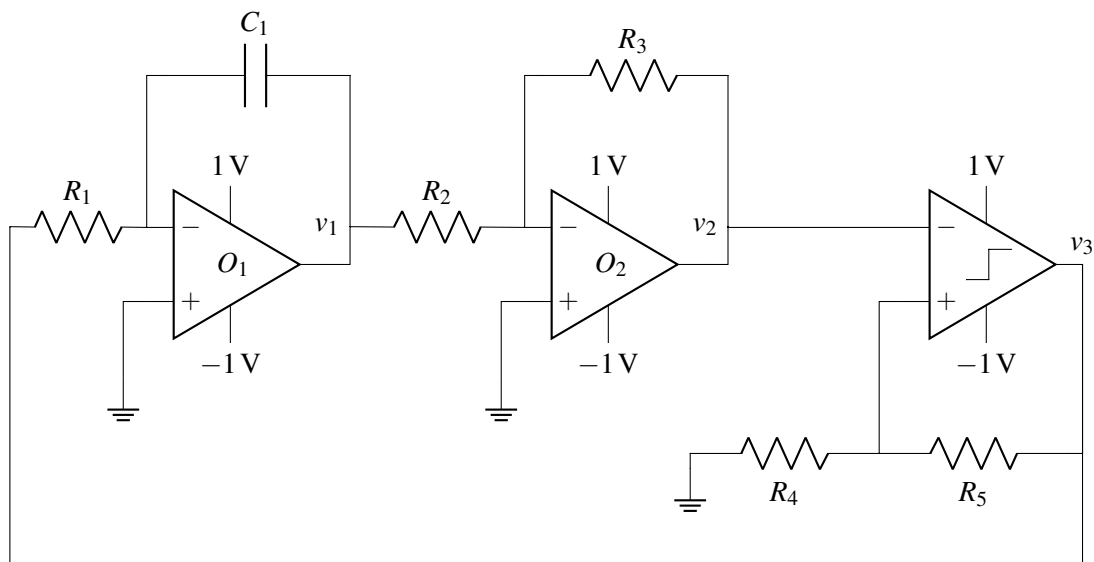 C₁
R₃
1 V
1 V
1 V
R₁
−
v₁
R₂
−
v₂
−
v₃
O₁
O₂
+
+
+
−1 V
−1 V
−1 V
R₄
R₅